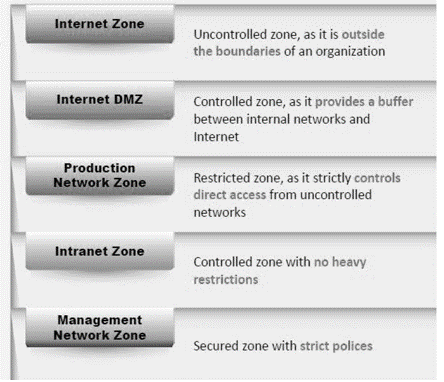 Internet Zone
Uncontrolled zone, as it is outside
the boundaries of an organization
Internet DMZ
Controlled zone, as it provides a buffer
between internal networks and
Internet
Production
Network Zone
Restricted zone, as it strictly controls
direct access from uncontrolled
networks
Intranet Zone
Controlled zone with no heavy
restrictions
Management
Network Zone
Secured zone with strict polices